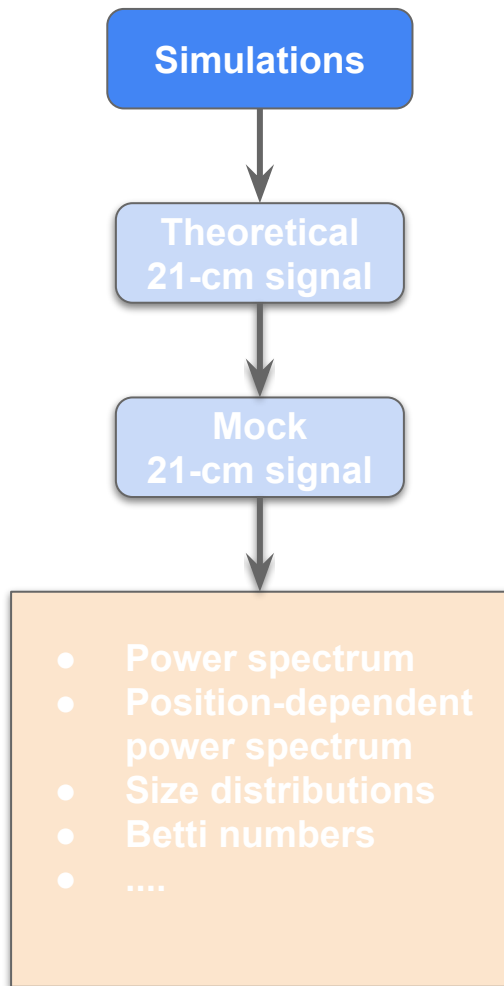 Simulations
Theoretical
21-cm signal
Mock
21-cm signal
● Power spectrum
● Position-dependent
power spectrum
● Size distributions
● Betti numbers
● ....